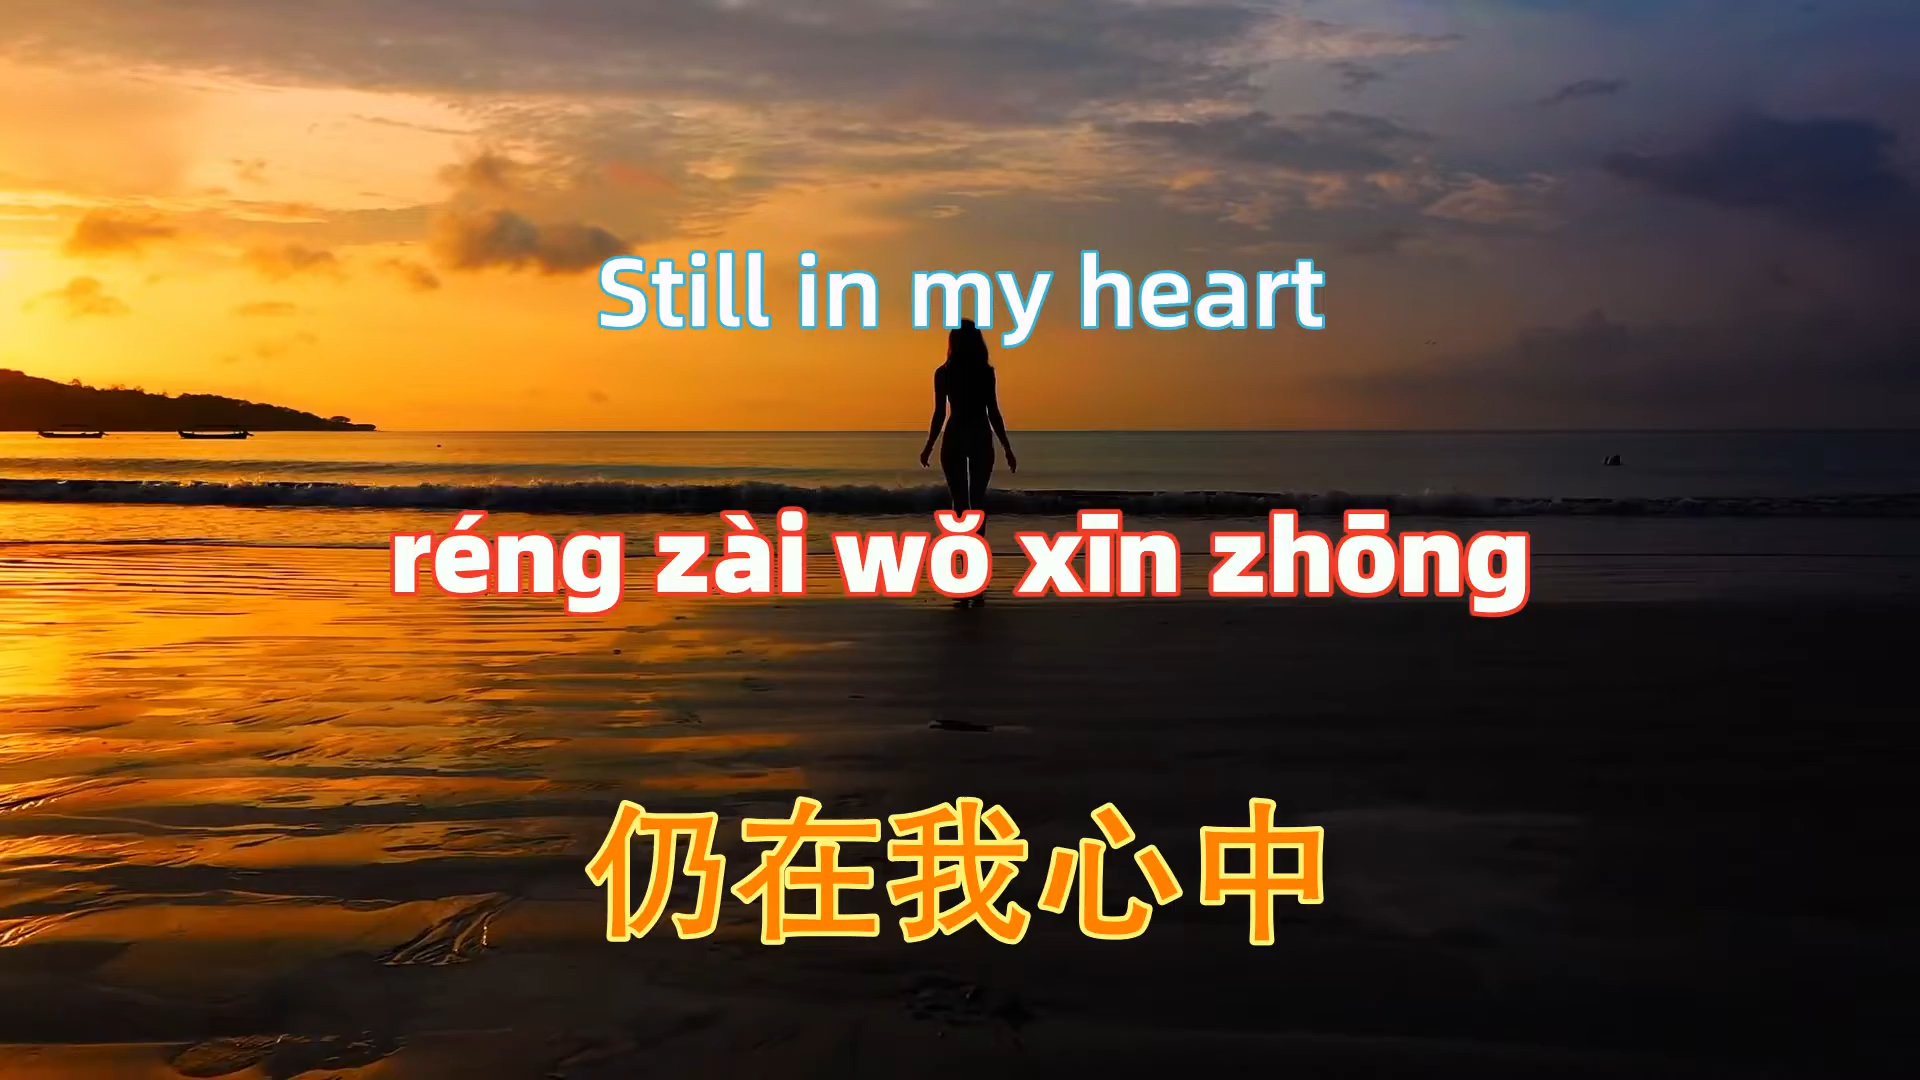 Still in my heart
réng zài wǒ xīn zhōng
仍在我心中